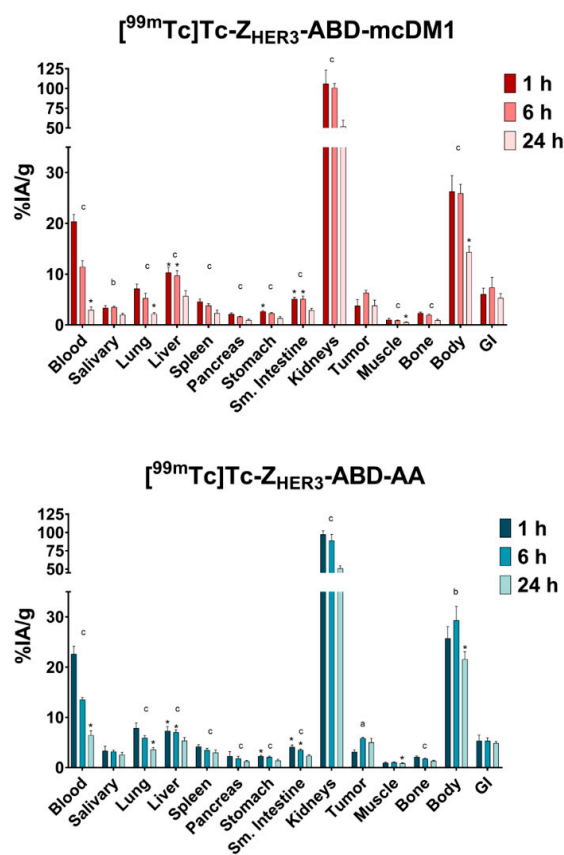 [99mTc]Tc-ZHER3-ABD-mcDM1
125
100
75
50
30
20
10
0
%IA/g
1 h
6 h
24 h
c
c
b
c
c
c
c
c
c
c
c
c
*
*
* *
*
* *
*
*
Blood
Salivary
Lung
Liver
Spleen
Pancreas
Stomach
Sm. Intestine
Kidneys
Tumor
Muscle
Bone
Body
GI
[99mTc]Tc-ZHER3-ABD-AA
125
100
75
50
30
20
10
0
%IA/g
1 h
6 h
24 h
c
b
c
c
c
c
c
c
c
a
c
*
*
* *
*
* *
*
*
Blood
Salivary
Lung
Liver
Spleen
Pancreas
Stomach
Sm. Intestine
Kidneys
Tumor
Muscle
Bone
Body
GI